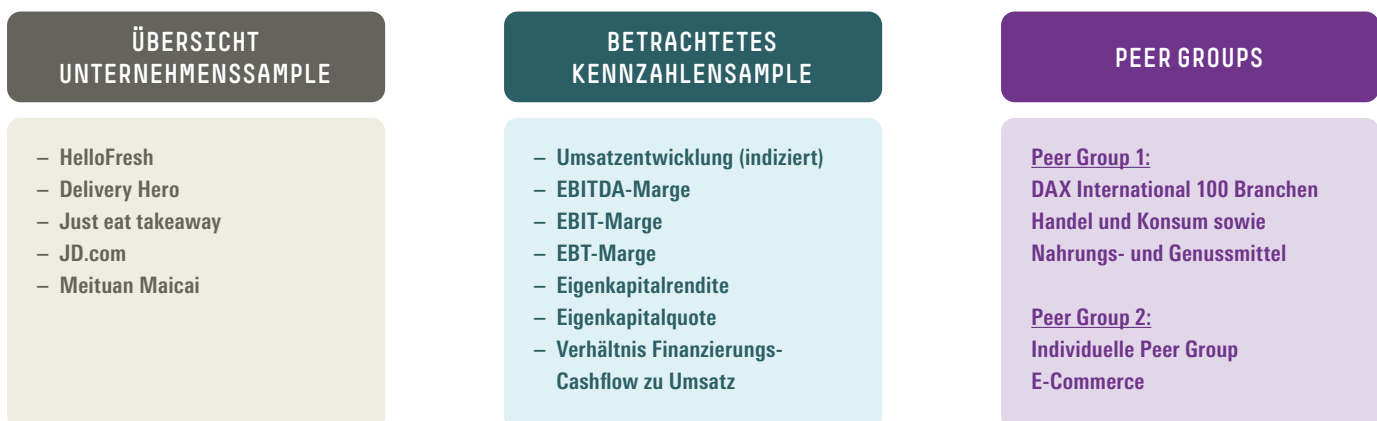 ÜBERSICHT
UNTERNEHMENSSAMPLE
– HelloFresh
– Delivery Hero
– Just eat takeaway
– JD.com
– Meituan Maicai
BETRACHTETES
KENNZAHLENSAMPLE
– Umsatzentwicklung (indiziert)
– EBITDA-Marge
– EBIT-Marge
– EBT-Marge
– Eigenkapitalrendite
– Eigenkapitalquote
– Verhältnis Finanzierungs-
Cashflow zu Umsatz
PEER GROUPS
Peer Group 1:
DAX International 100 Branchen
Handel und Konsum sowie
Nahrungs- und Genussmittel
Peer Group 2:
Individuelle Peer Group
E-Commerce